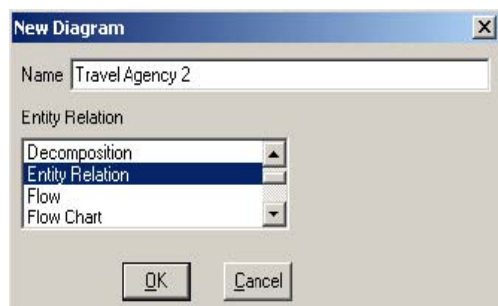 New Diagram
Name Travel Agency 2
Entity Relation
Decomposition
Entity Relation
Flow
Flow Chart
OK Cancel